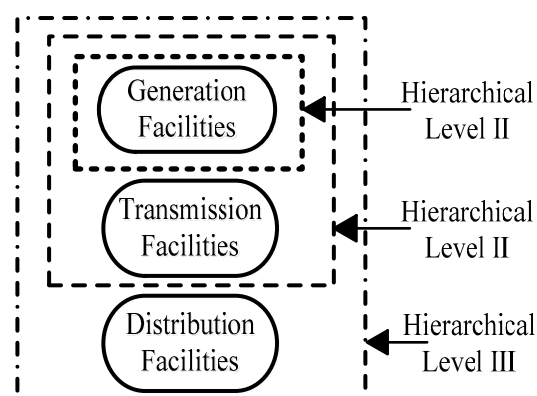 Generation
Facilities
Hierarchical
Level II
Transmission
Facilities
Hierarchical
Level II
Distribution
Facilities
Hierarchical
Level III